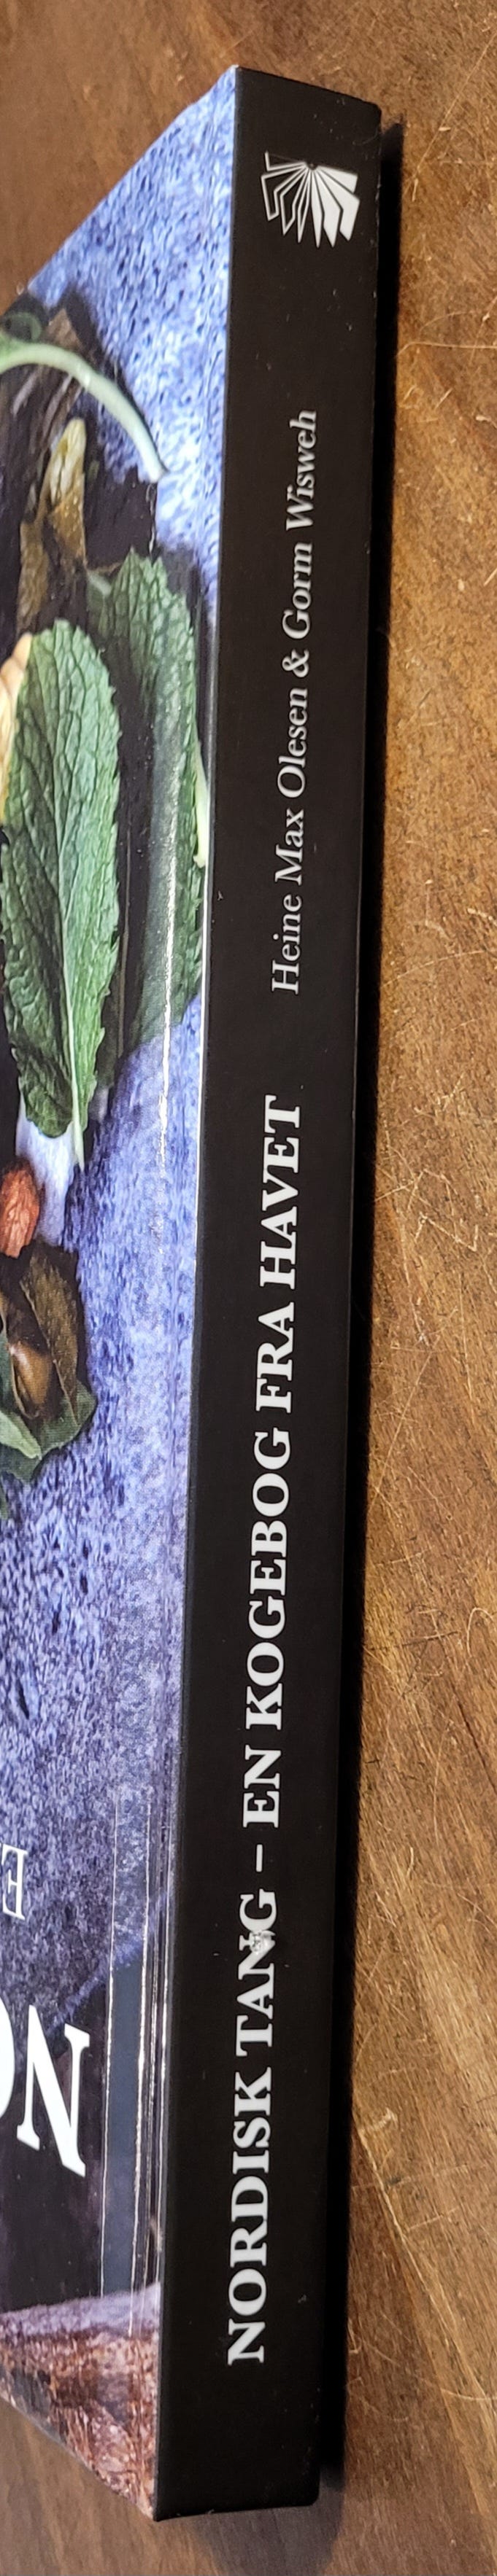 NORDISK TANG – EN KOGEBOG FRA HAVET Heine Max Olesen & Gorm Wisweh